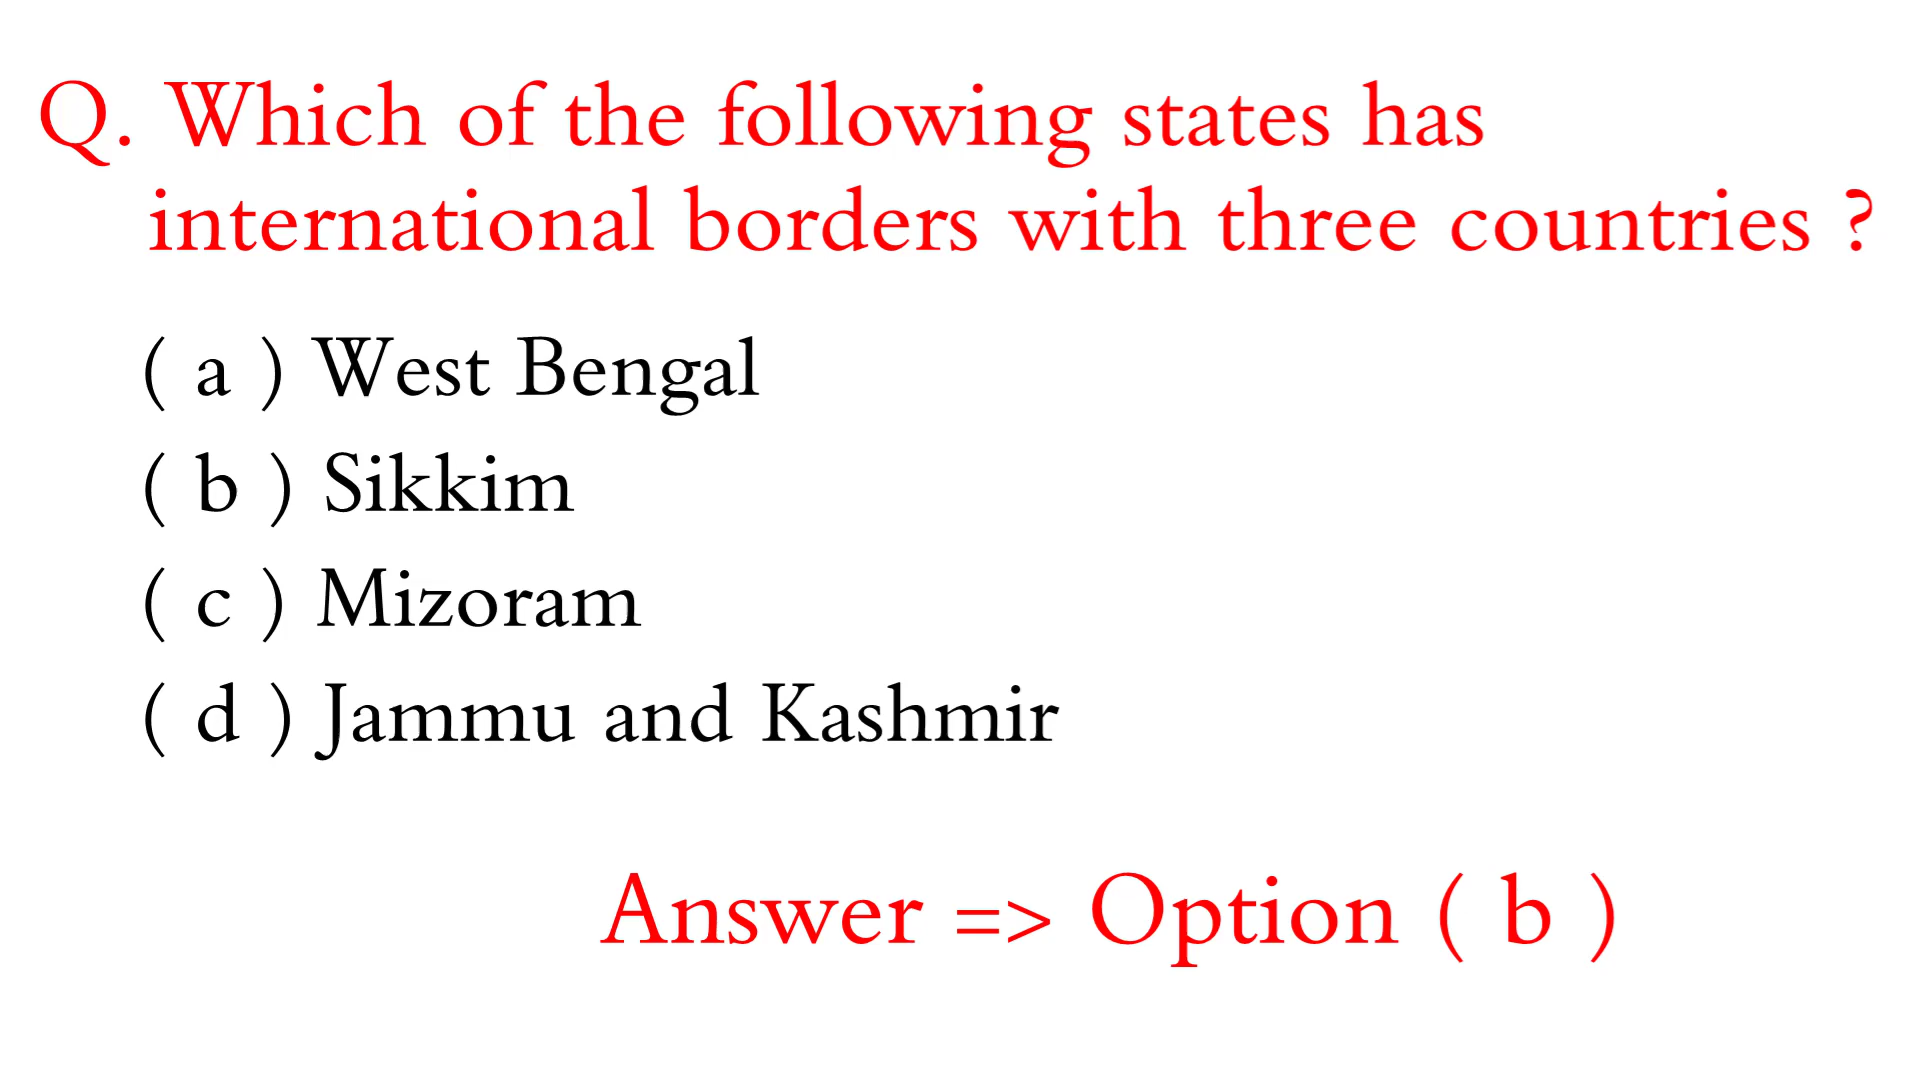 Q. Which of the following states has
international borders with three countries ?
( a ) West Bengal
( b ) Sikkim
( c ) Mizoram
( d ) Jammu and Kashmir
Answer => Option ( b )